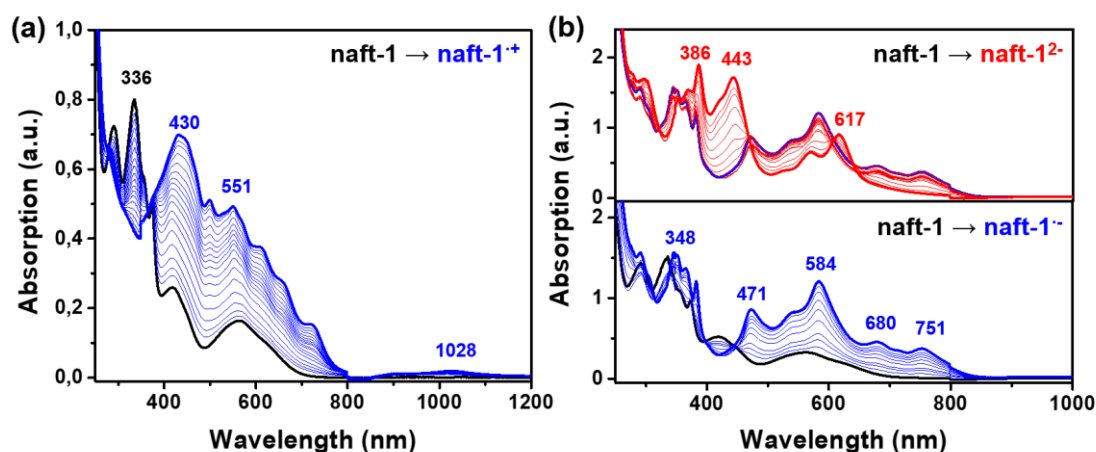 (a)
naft-1 → naft-1·+
336
430
551
1028
1,0
0,8
0,6
0,4
0,2
0,0
Absorption (a.u.)
400 600 800 1000 1200
Wavelength (nm)
(b)
naft-1 → naft-12-
386
443
617
2
1
0
naft-1 → naft-1·-
348
471
584
680
751
2
1
0
Absorption (a.u.)
400 600 800 1000
Wavelength (nm)